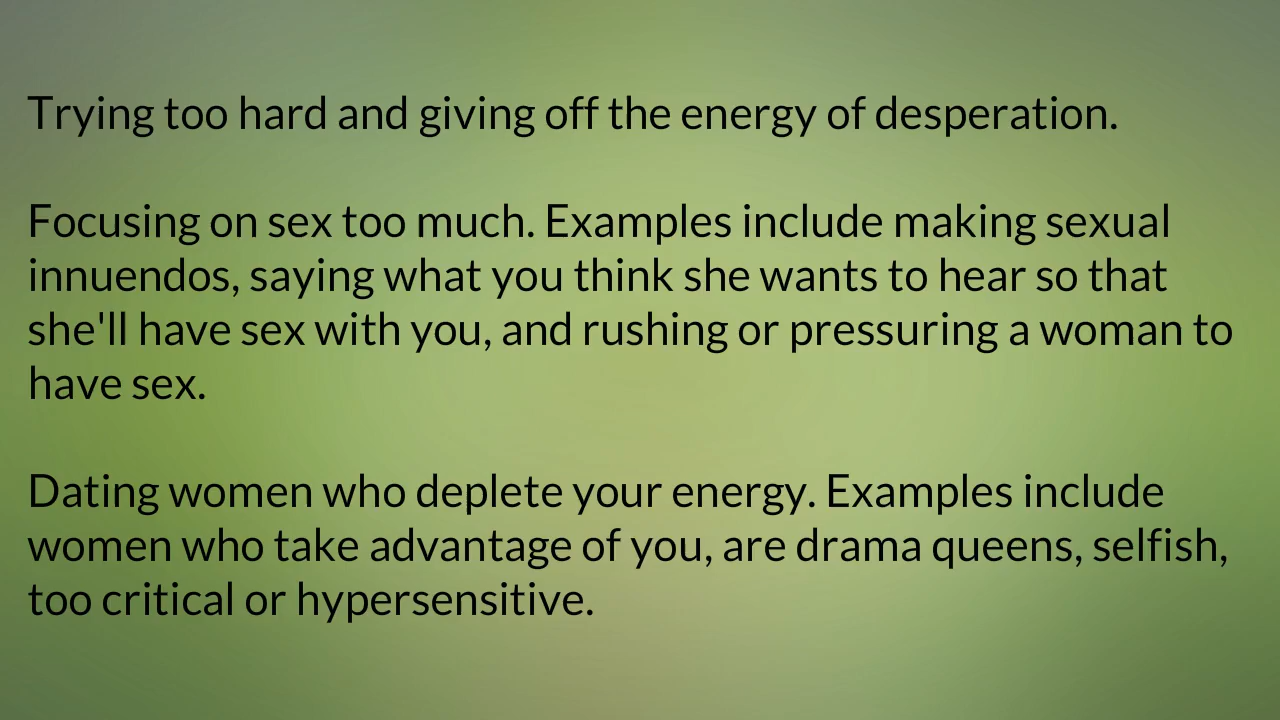 Trying too hard and giving off the energy of desperation.
Focusing on sex too much. Examples include making sexual
innuendos, saying what you think she wants to hear so that
she'll have sex with you, and rushing or pressuring a woman to
have sex.
Dating women who deplete your energy. Examples include
women who take advantage of you, are drama queens, selfish,
too critical or hypersensitive.